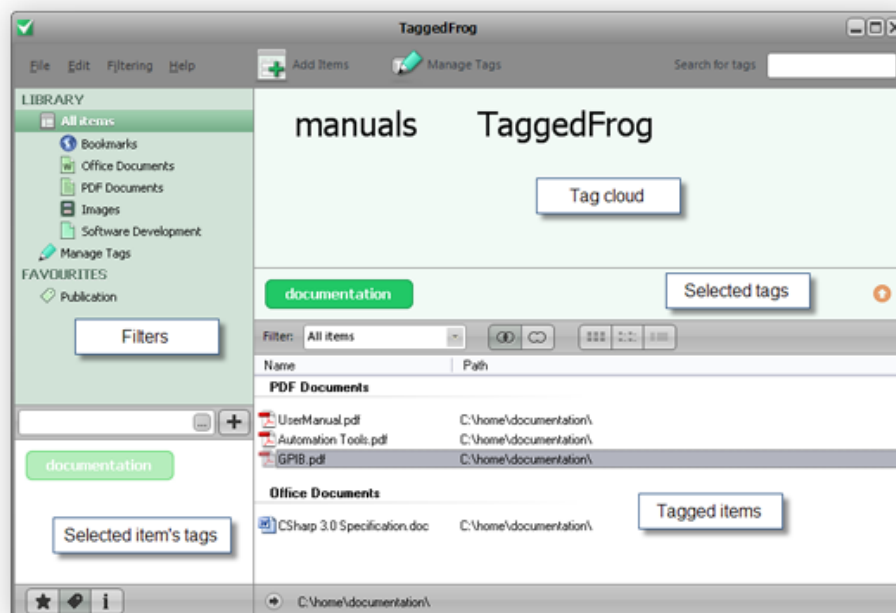 TaggedFrog
File Edit Filtering Help
Add Items
Manage Tags
Search for tags
LIBRARY
All items
Bookmarks
Office Documents
PDF Documents
Images
Software Development
Manage Tags
FAVOURITES
Publication
Filters
...
documentation
Selected item's tags
manuals TaggedFrog
Tag cloud
documentation
Selected tags
Filter: All items
Name Path
PDF Documents
UserManual.pdf C:\home\documentation\
Automation Tools.pdf C:\home\documentation\
GPIB.pdf C:\home\documentation\
Office Documents
CSharp 3.0 Specification.doc C:\home\documentation\
Tagged items
C:\home\documentation\